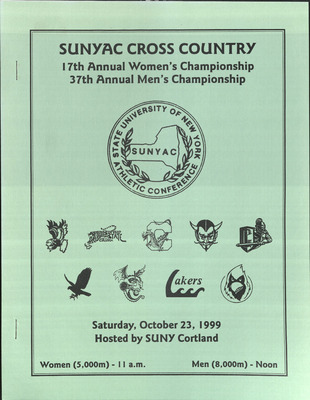 SUNYAC CROSS COUNTRY
17th Annual Women's Championship
37th Annual Men's Championship
STATE UNIVERSITY OF NEW YORK
SUNYAC
ATHLETIC CONFERENCE
Lakers
Saturday, October 23, 1999
Hosted by SUNY Cortland
Women (5,000m) - 11 a.m. Men (8,000m) - Noon